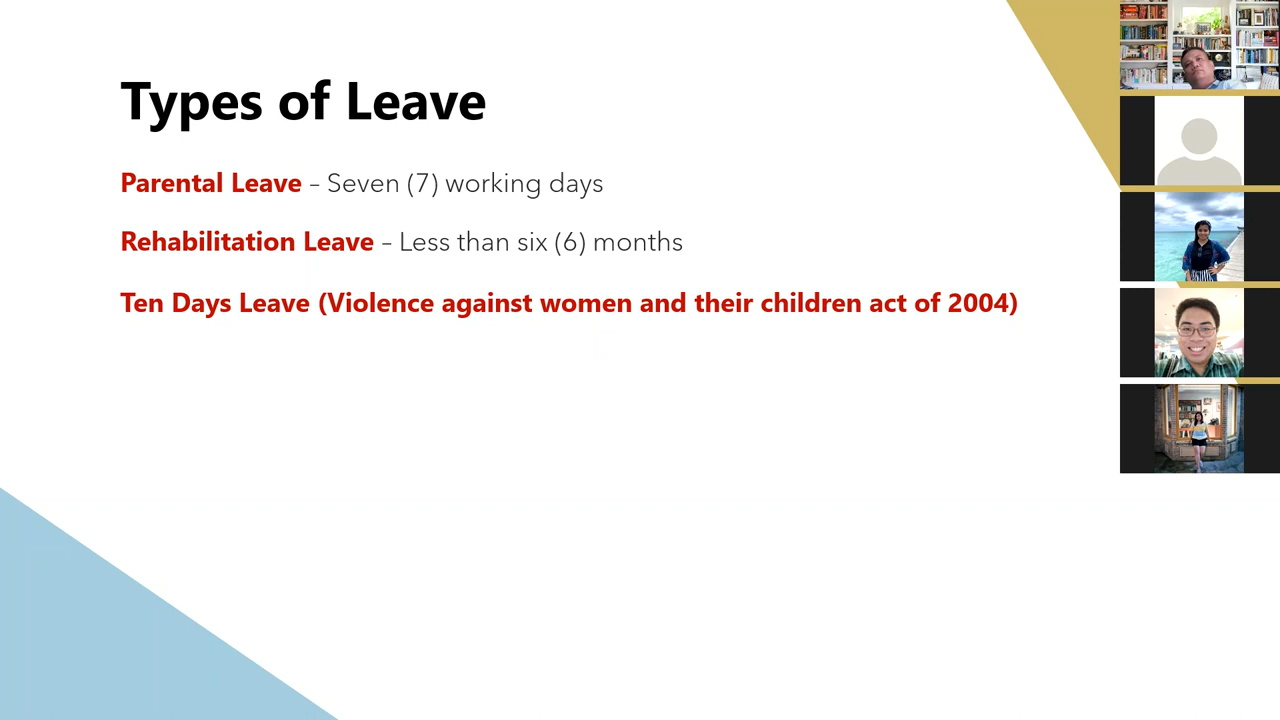 Types of Leave
Parental Leave – Seven (7) working days
Rehabilitation Leave – Less than six (6) months
Ten Days Leave (Violence against women and their children act of 2004)